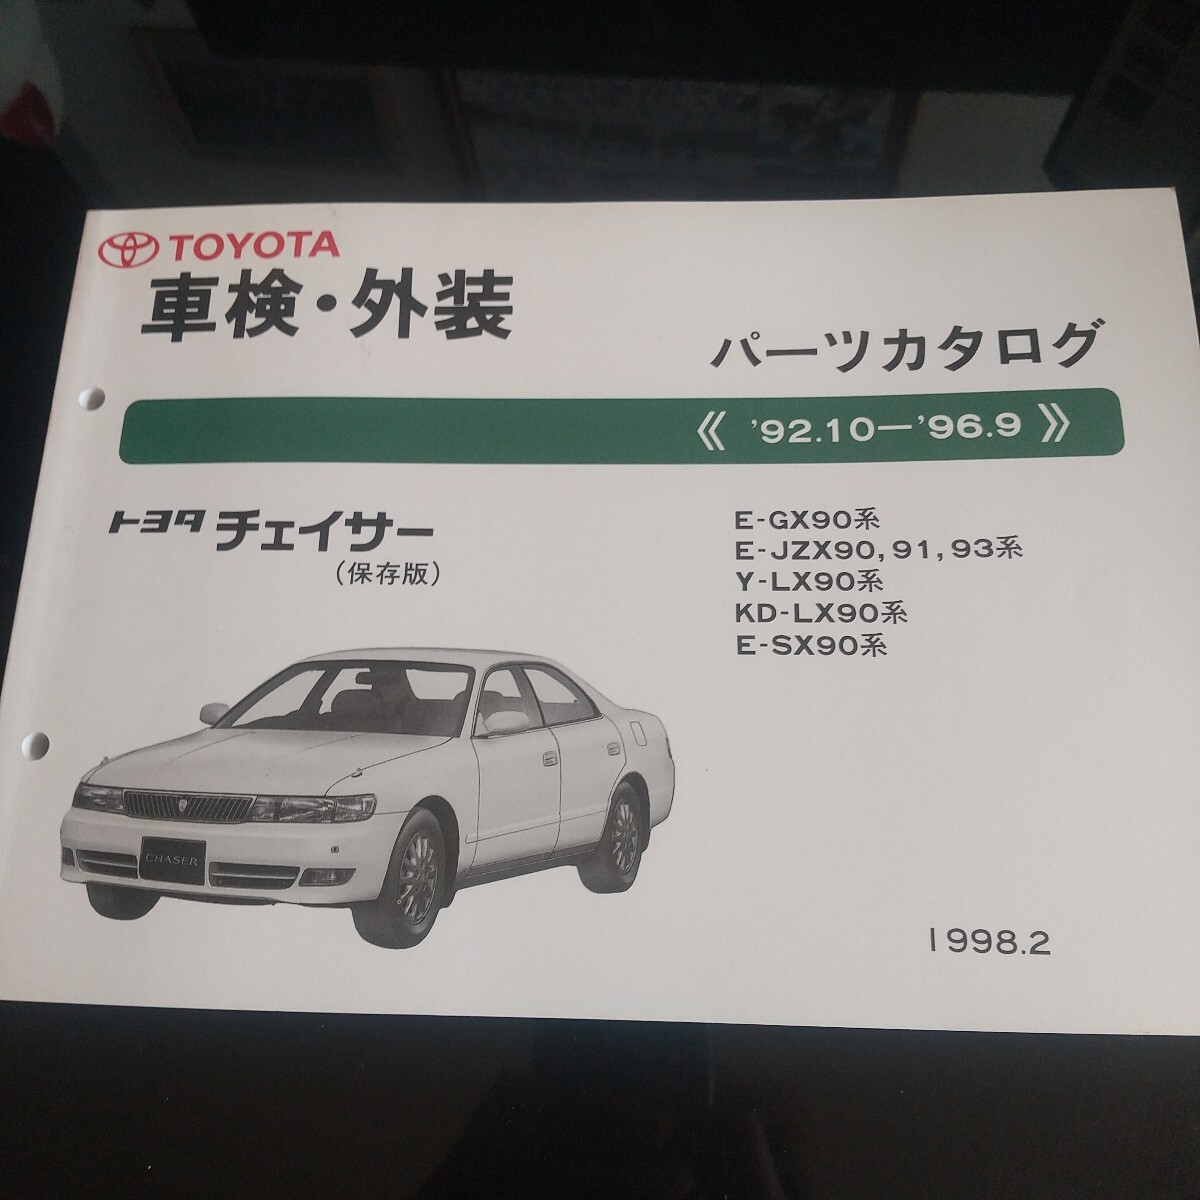 TOYOTA
車検・外装
パーツカタログ
《 '92.10—'96.9 》
トヨタ チェイサー
(保存版)
E-GX90系
E-JZX90, 91, 93系
Y-LX90系
KD-LX90系
E-SX90系
CHASER
1998.2